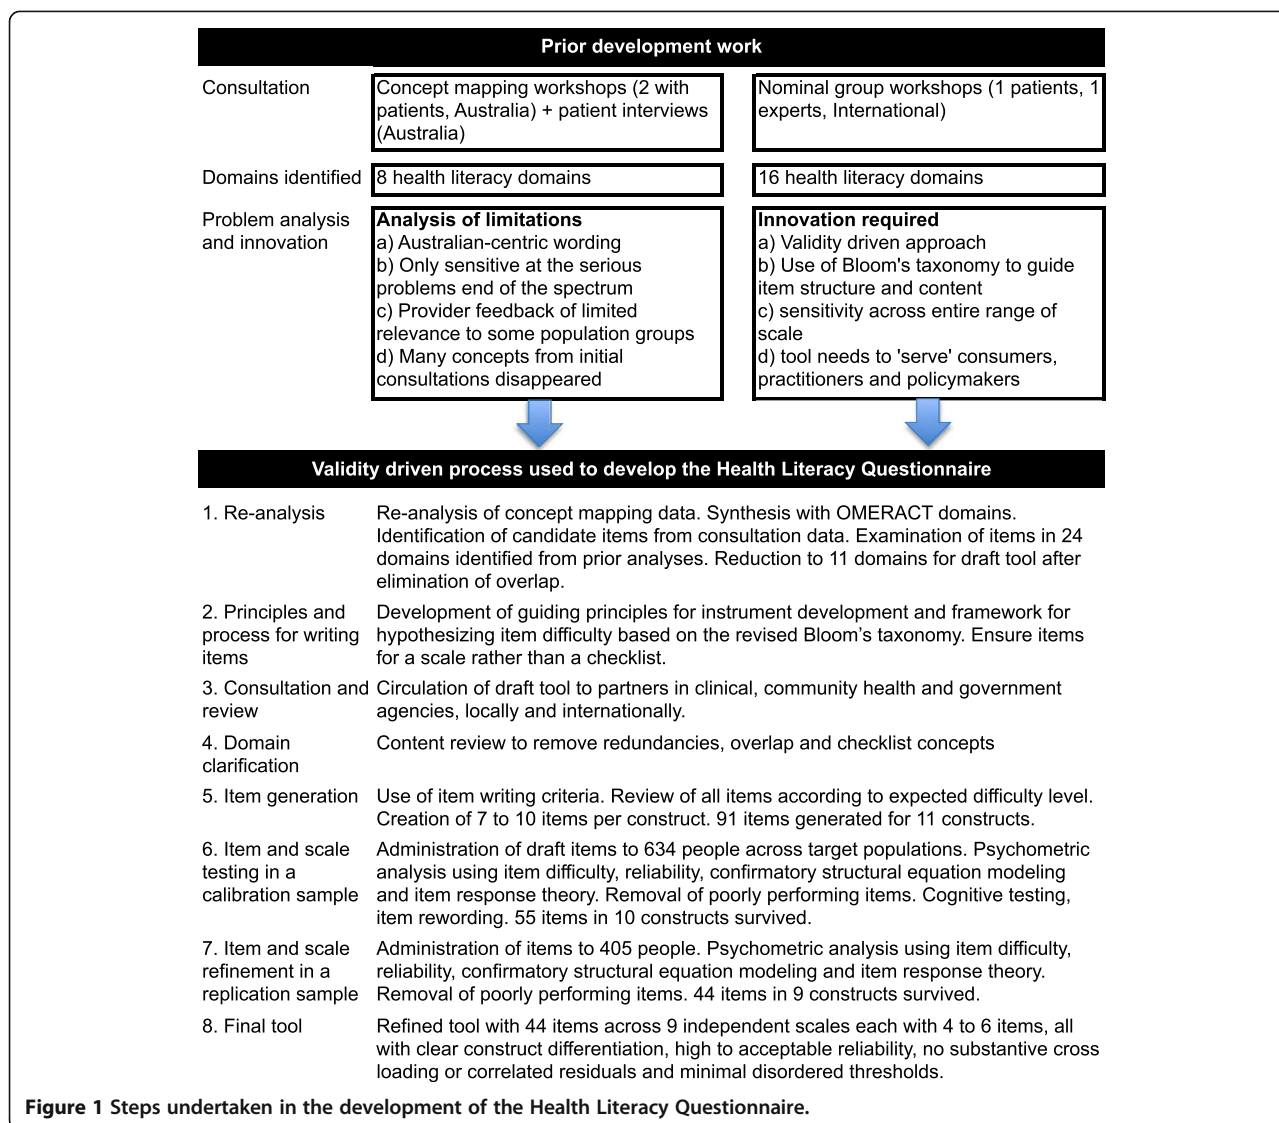 Prior development work
Consultation
Concept mapping workshops (2 with
patients, Australia) + patient interviews
(Australia)
Nominal group workshops (1 patients, 1
experts, International)
Domains identified
8 health literacy domains
16 health literacy domains
Problem analysis
and innovation
Analysis of limitations
a) Australian-centric wording
b) Only sensitive at the serious
problems end of the spectrum
c) Provider feedback of limited
relevance to some population groups
d) Many concepts from initial
consultations disappeared
Innovation required
a) Validity driven approach
b) Use of Bloom's taxonomy to guide
item structure and content
c) sensitivity across entire range of
scale
d) tool needs to 'serve' consumers,
practitioners and policymakers
Validity driven process used to develop the Health Literacy Questionnaire
1. Re-analysis
Re-analysis of concept mapping data. Synthesis with OMERACT domains.
Identification of candidate items from consultation data. Examination of items in 24
domains identified from prior analyses. Reduction to 11 domains for draft tool after
elimination of overlap.
2. Principles and
process for writing
items
Development of guiding principles for instrument development and framework for
hypothesizing item difficulty based on the revised Bloom’s taxonomy. Ensure items
for a scale rather than a checklist.
3. Consultation and
review
Circulation of draft tool to partners in clinical, community health and government
agencies, locally and internationally.
4. Domain
clarification
Content review to remove redundancies, overlap and checklist concepts
5. Item generation
Use of item writing criteria. Review of all items according to expected difficulty level.
Creation of 7 to 10 items per construct. 91 items generated for 11 constructs.
6. Item and scale
testing in a
calibration sample
Administration of draft items to 634 people across target populations. Psychometric
analysis using item difficulty, reliability, confirmatory structural equation modeling
and item response theory. Removal of poorly performing items. Cognitive testing,
item rewording. 55 items in 10 constructs survived.
7. Item and scale
refinement in a
replication sample
Administration of items to 405 people. Psychometric analysis using item difficulty,
reliability, confirmatory structural equation modeling and item response theory.
Removal of poorly performing items. 44 items in 9 constructs survived.
8. Final tool
Refined tool with 44 items across 9 independent scales each with 4 to 6 items, all
with clear construct differentiation, high to acceptable reliability, no substantive cross
loading or correlated residuals and minimal disordered thresholds.
Figure 1 Steps undertaken in the development of the Health Literacy Questionnaire.